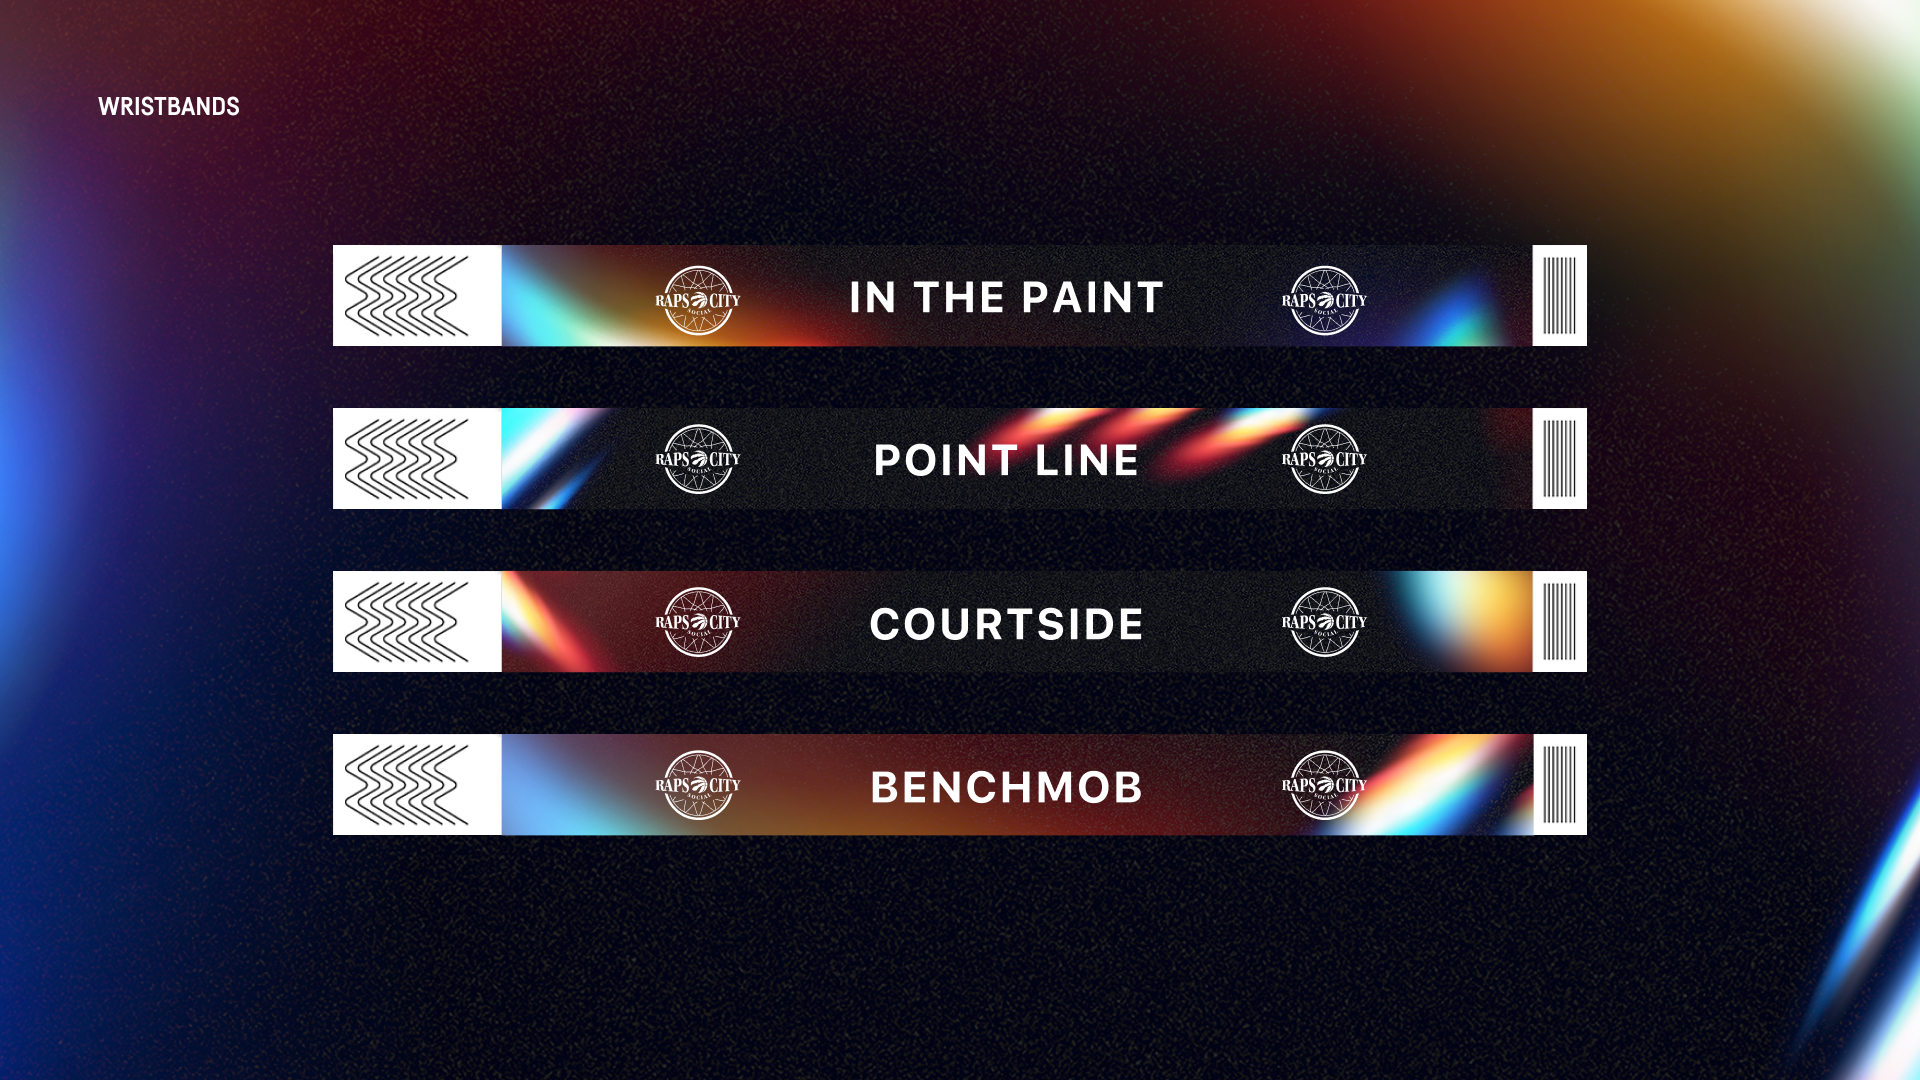 WRISTBANDS
RAPS CITY
SOCIAL
IN THE PAINT
RAPS CITY
SOCIAL
RAPS CITY
SOCIAL
POINT LINE
RAPS CITY
SOCIAL
RAPS CITY
SOCIAL
COURTSIDE
RAPS CITY
SOCIAL
RAPS CITY
SOCIAL
BENCHMOB
RAPS CITY
SOCIAL